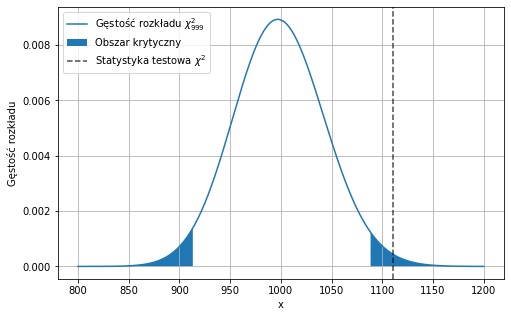 Gęstość rozkładu χ²₉₉₉
Obszar krytyczny
Statystyka testowa χ²
Gęstość rozkładu
0.008
0.006
0.004
0.002
0.000
800 850 900 950 1000 1050 1100 1150 1200
x